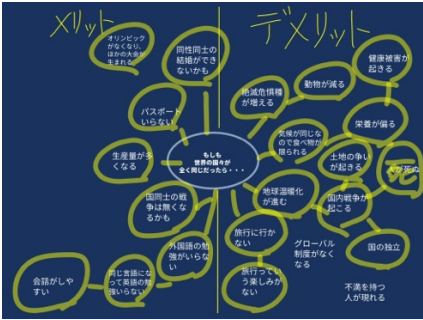 メリット
デメリット
オリンピック
がなくなり、
ほかの大会が
生まれる
同性同士の
結婚ができ
ないかも
パスポート
いらない
生産量が多
くなる
国同士の戦
争は無くな
るかも
外国語の勉
強がいらな
い
同じ言語にな
って英語の勉
強いらない
会話がしや
すい
もしも
世界の国々が
全く同じだったら・・・
絶滅危惧種
が増える
動物が減る
健康被害が
起きる
栄養が偏る
気候が同じな
ので食べ物が
限られる
土地の争い
が起きる
人が死ぬ
死
地球温暖化
が進む
国内戦争が
起こる
国の独立
旅行に行か
ない
旅行ってい
う楽しみが
ない
グローバル
制度がなくな
る
不満を持つ
人が現れる